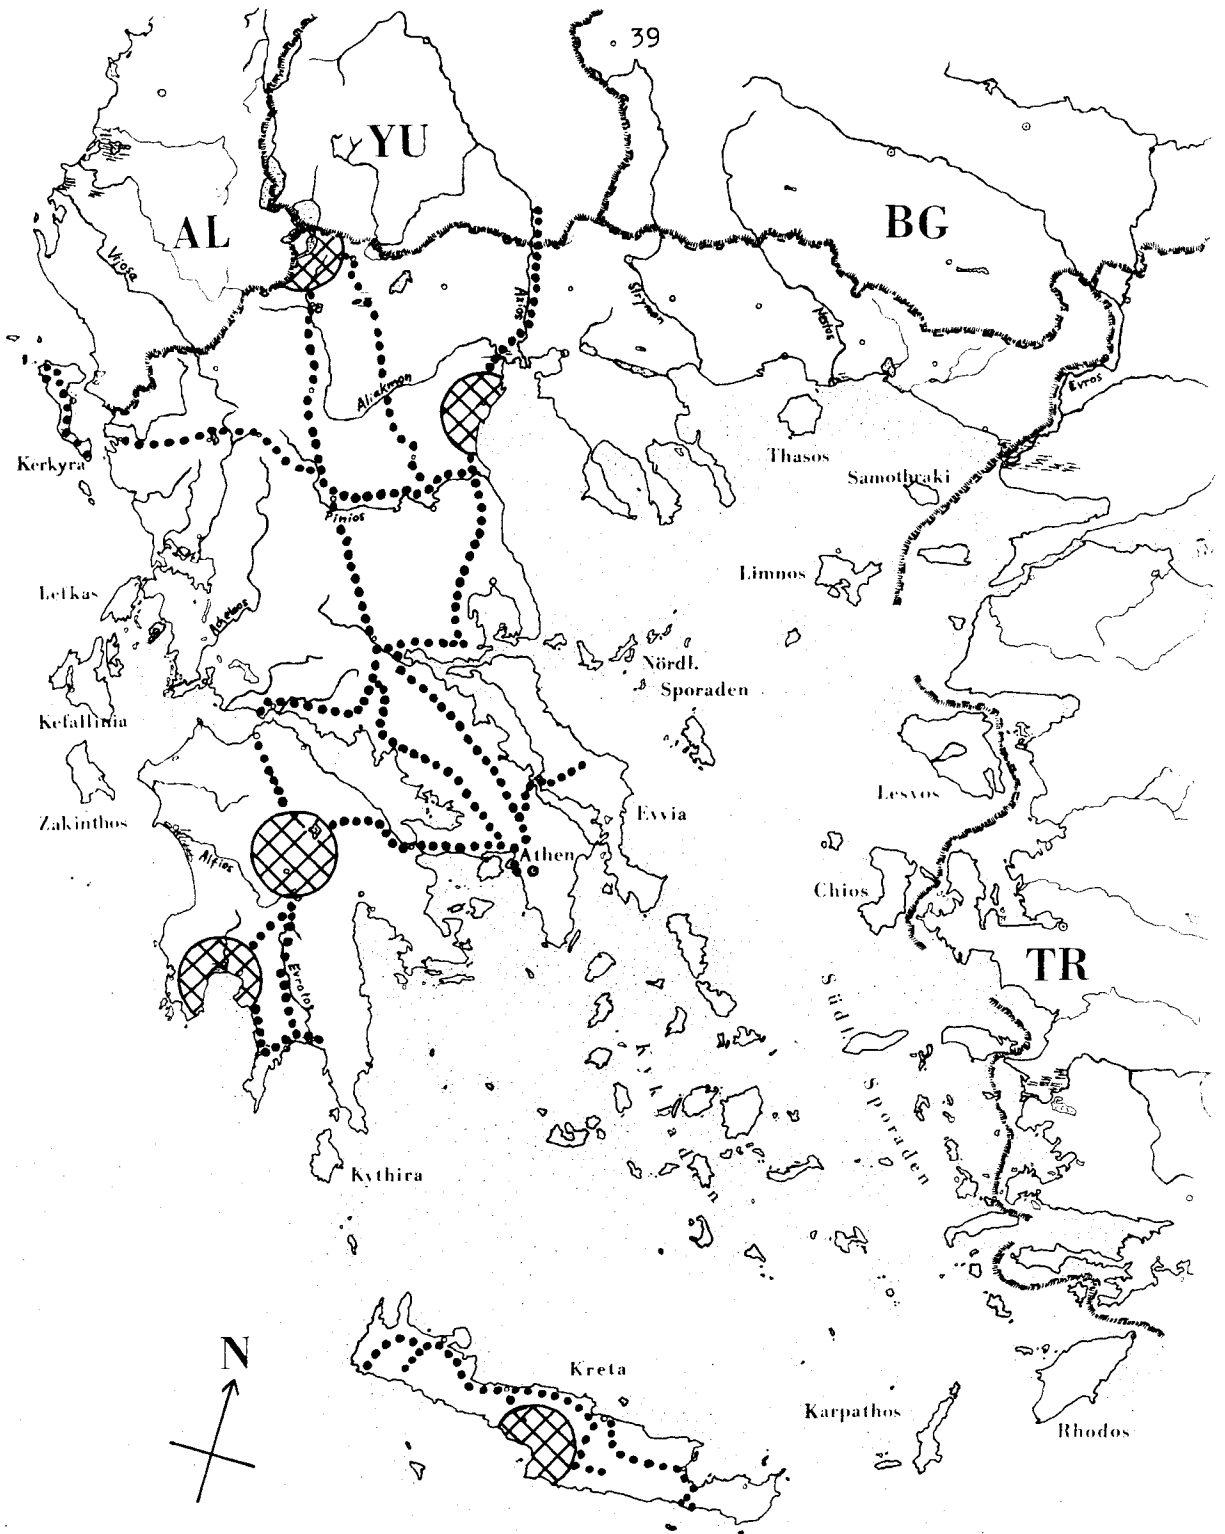 39
YU
AL
BG
Vijosa
Axios
Strymon
Nestos
Evros
Aliakmon
Kerkyra
Thasos
Samothraki
Pinios
Limnos
Lefkas
Acheloos
Nördl.
Sporaden
Kefallinia
Lesvos
Zakinthos
Evvia
Alfios
Athen
Chios
TR
Evrotas
Südl.
Sporaden
Kykladen
Kythira
N
Kreta
Karpathos
Rhodos